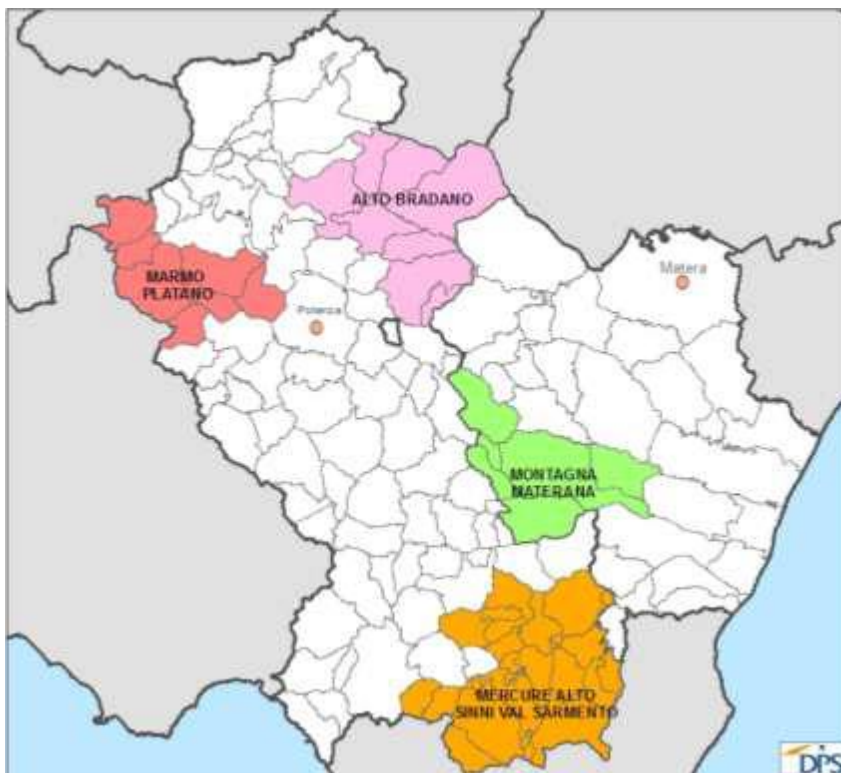 ALTO BRADANO
Matera
MARMO
PLATANO
Potenza
MONTAGNA
MATERANA
MERCURE ALTO
SINNI VAL SARMENTO
DPS